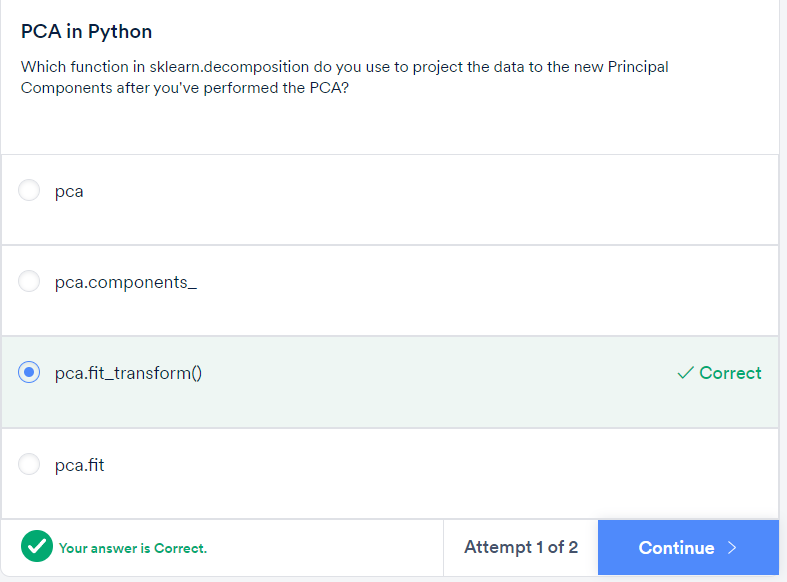 PCA in Python
Which function in sklearn.decomposition do you use to project the data to the new Principal
Components after you've performed the PCA?
pca
pca.components_
pca.fit_transform()
Correct
pca.fit
Your answer is Correct.
Attempt 1 of 2
Continue